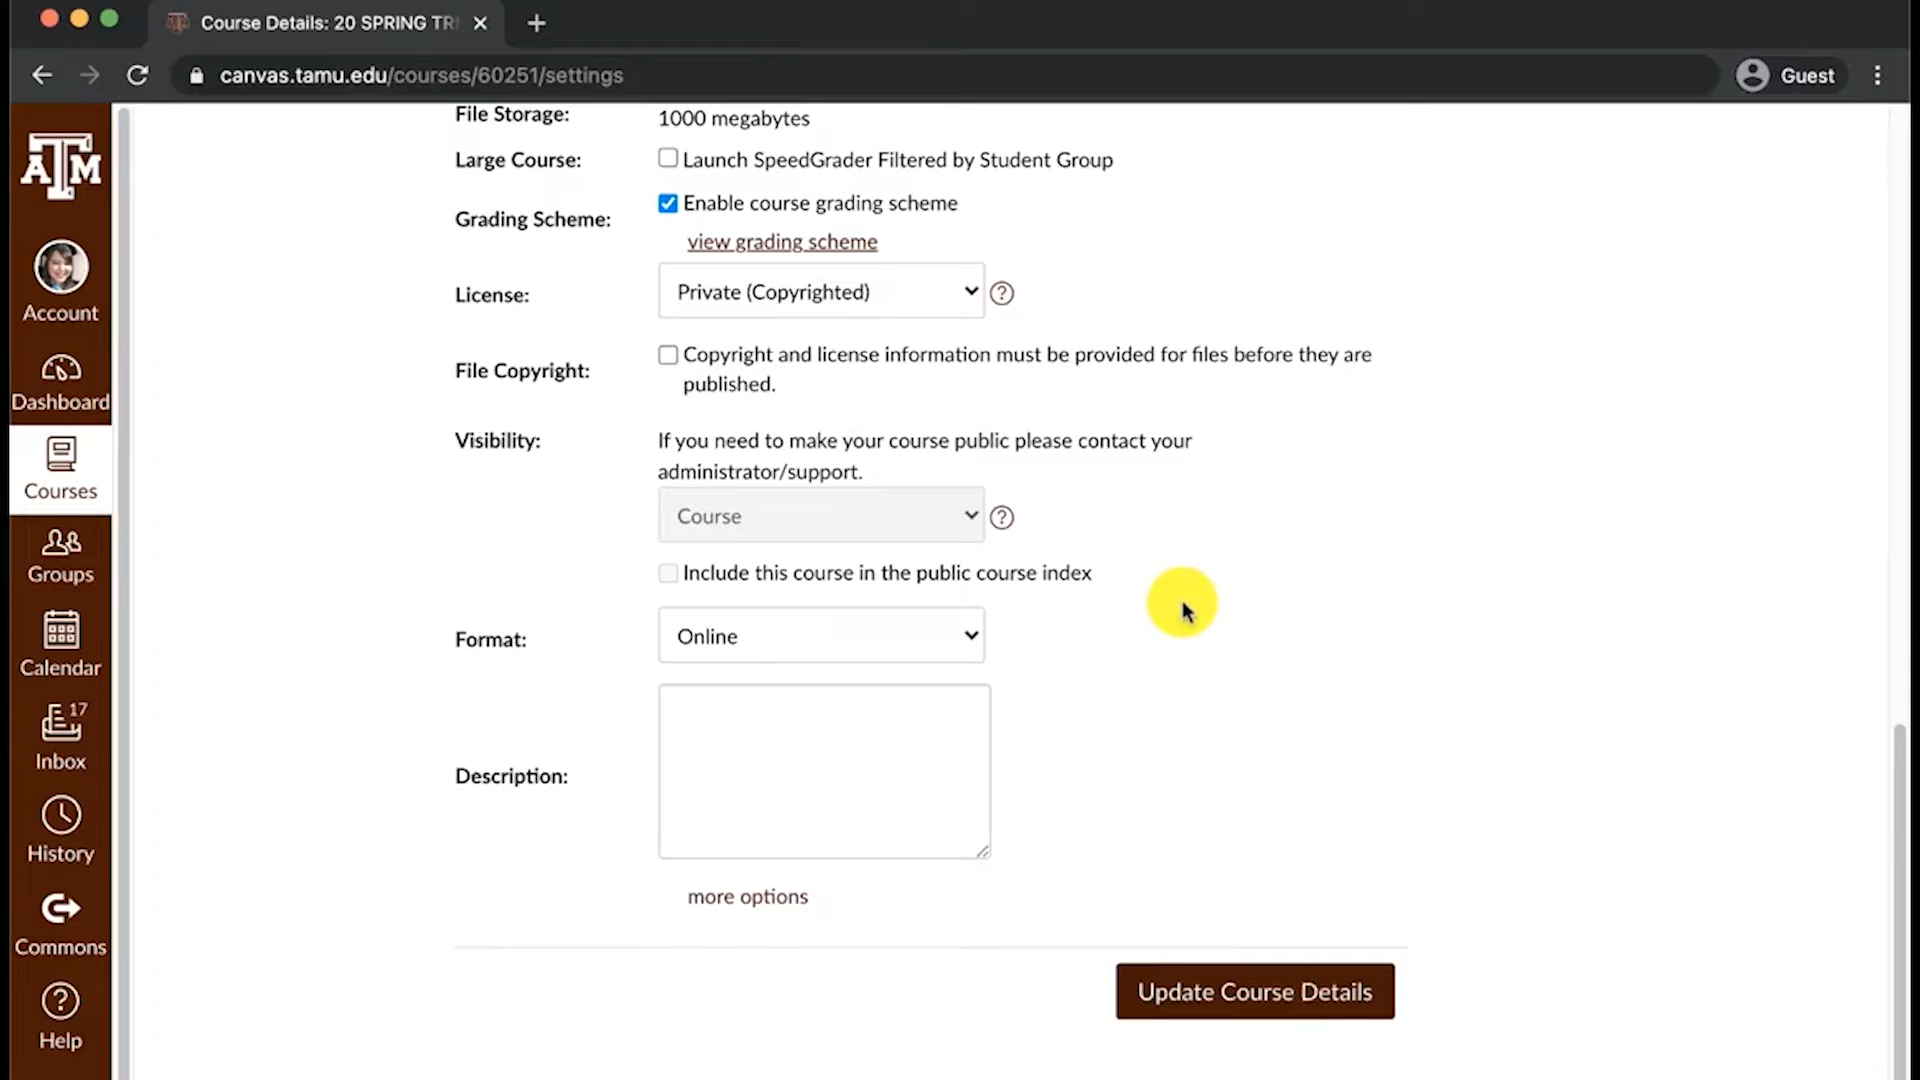 Course Details: 20 SPRING TR
canvas.tamu.edu/courses/60251/settings
Guest
File Storage:
1000 megabytes
Large Course:
Launch SpeedGrader Filtered by Student Group
Grading Scheme:
Enable course grading scheme
view grading scheme
License:
Private (Copyrighted)
File Copyright:
Copyright and license information must be provided for files before they are
published.
Visibility:
If you need to make your course public please contact your
administrator/support.
Course
Include this course in the public course index
Format:
Online
Description:
more options
Update Course Details
ATM
Account
Dashboard
Courses
Groups
Calendar
17
Inbox
History
Commons
Help